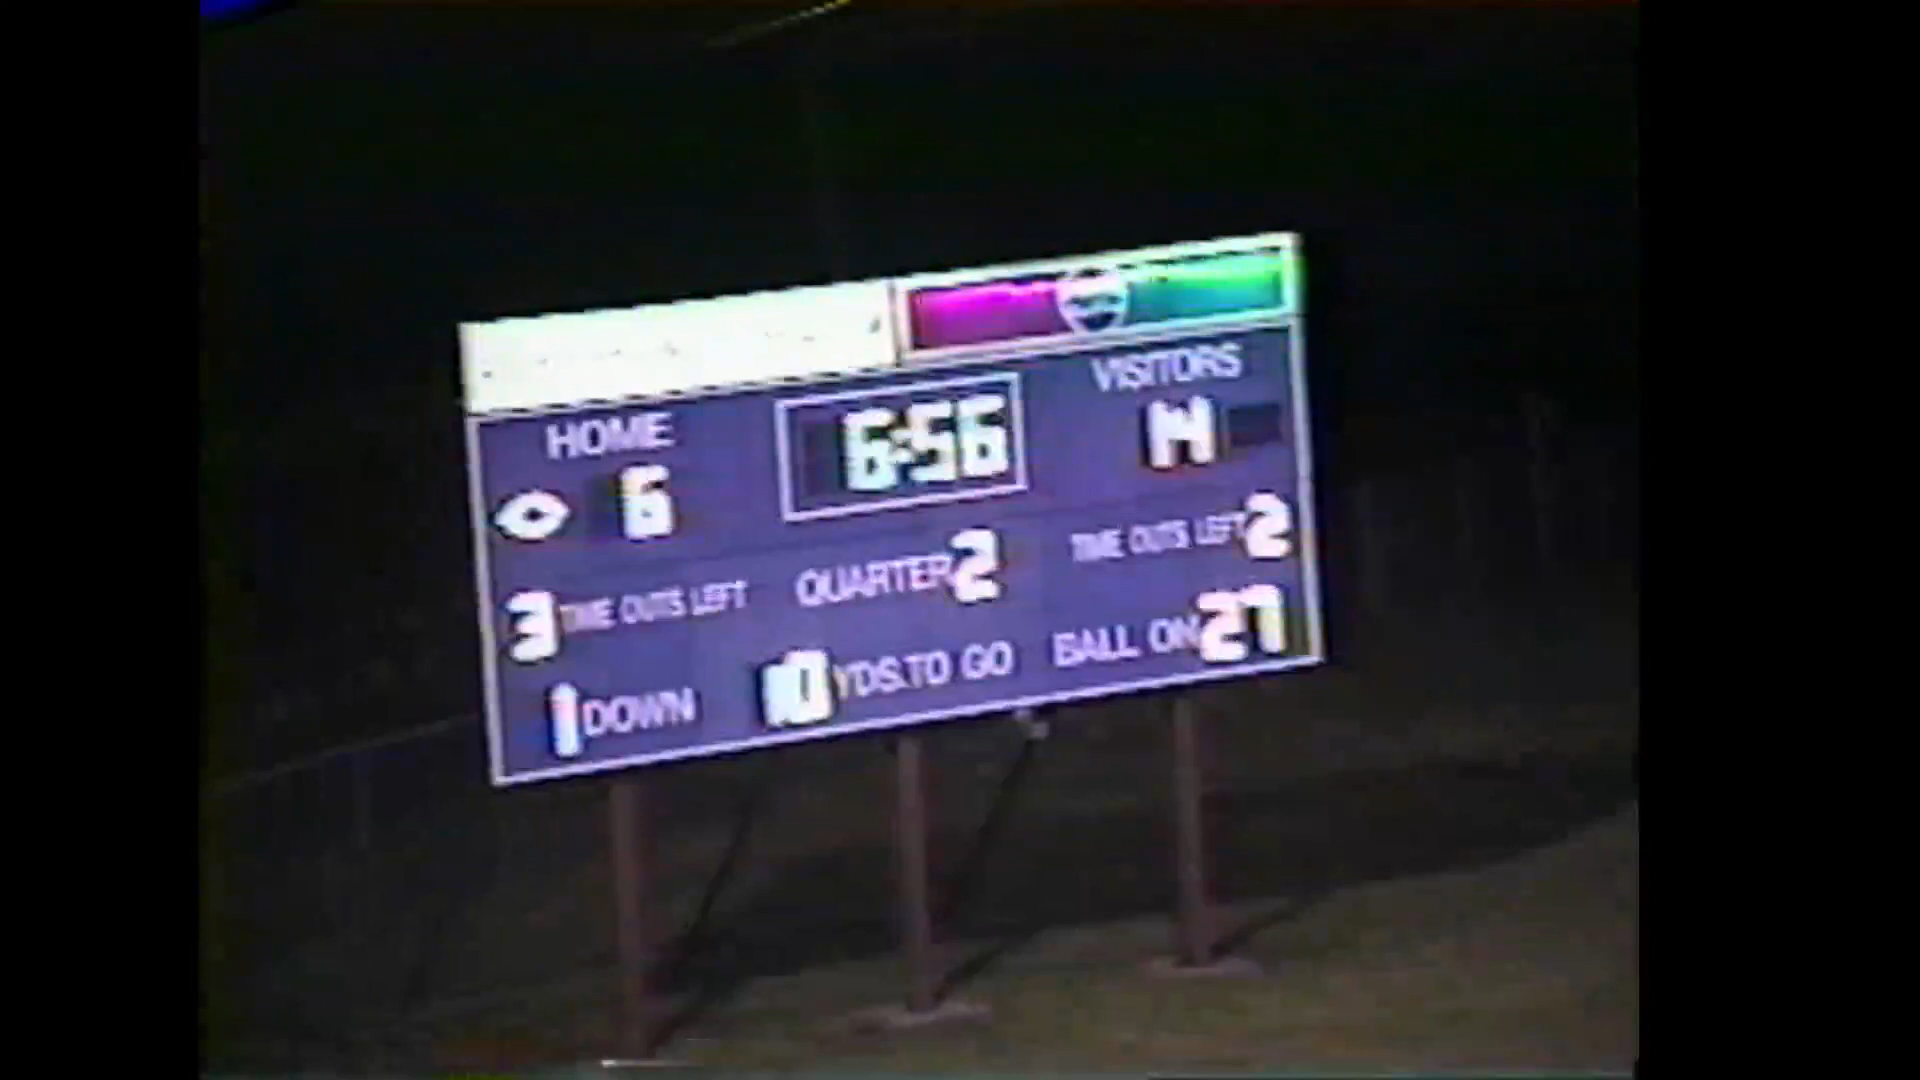 HOME 6:56 VISITORS
6 14
3 TIME OUTS LEFT QUARTER 2 TIME OUTS LEFT 2
1 DOWN 10 YDS.TO GO BALL ON 27